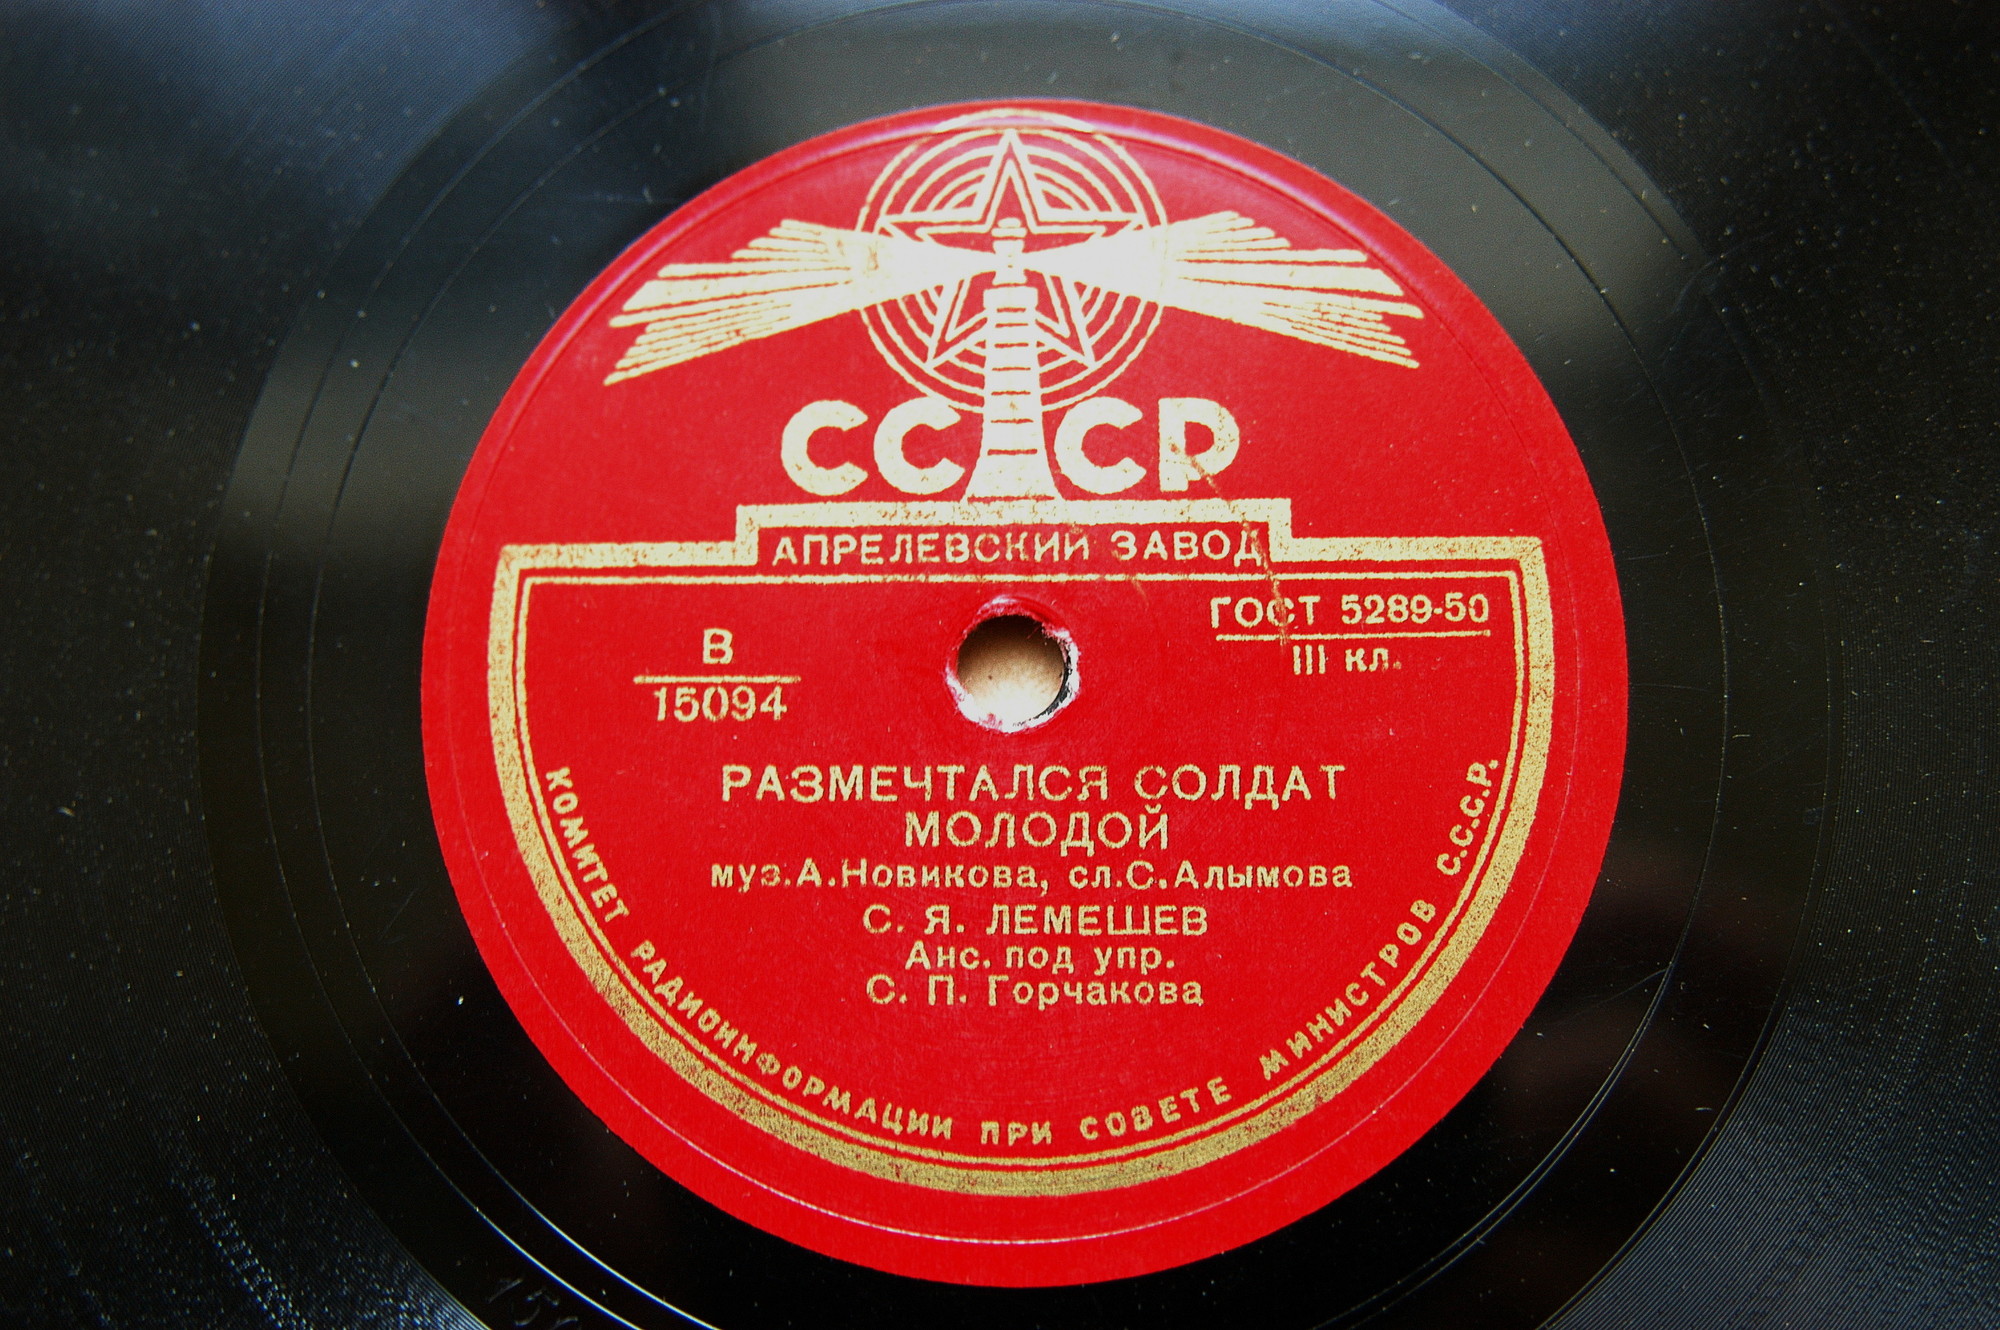 СССР
АПРЕЛЕВСКИЙ ЗАВОД
ГОСТ 5289-50
III кл.
В
15094
РАЗМЕЧТАЛСЯ СОЛДАТ
МОЛОДОЙ
муз.А.Новикова, сл.С.Алымова
С. Я. ЛЕМЕШЕВ
Анс. под упр.
С. П. Горчакова
КОМИТЕТ РАДИОИНФОРМАЦИИ ПРИ СОВЕТЕ МИНИСТРОВ С.С.С.Р.